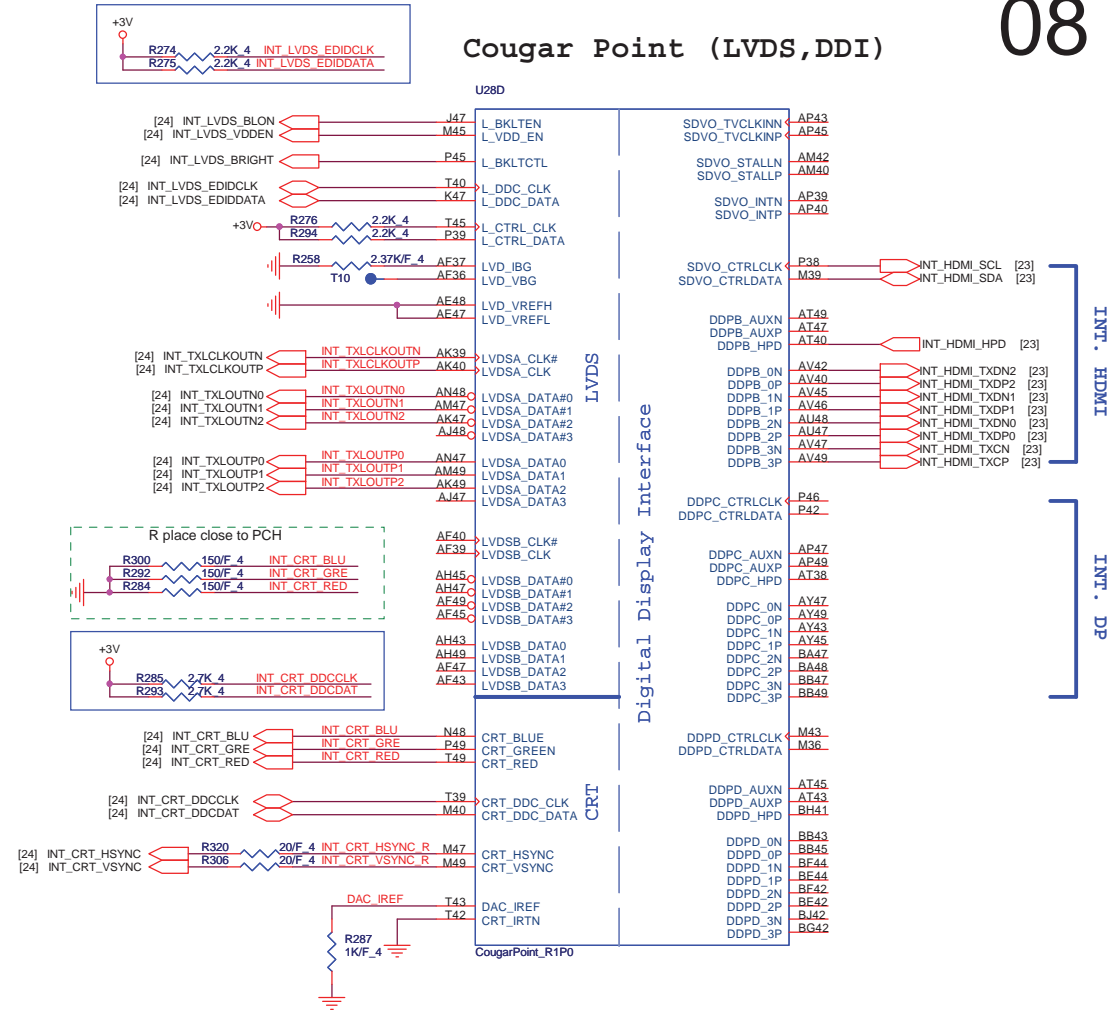 08
Cougar Point (LVDS,DDI)
+3V
R274 2.2K_4 INT_LVDS_EDIDCLK
R275 2.2K_4 INT_LVDS_EDIDDATA
U28D
[24] INT_LVDS_BLON J47 L_BKLTEN
[24] INT_LVDS_VDDEN M45 L_VDD_EN
[24] INT_LVDS_BRIGHT P45 L_BKLTCTL
[24] INT_LVDS_EDIDCLK T40 L_DDC_CLK
[24] INT_LVDS_EDIDDATA K47 L_DDC_DATA
+3V R276 2.2K_4 T45 L_CTRL_CLK
R294 2.2K_4 P39 L_CTRL_DATA
R258 2.37K/F_4 AF37 LVD_IBG
T10 AF36 LVD_VBG
AE48 LVD_VREFH
AE47 LVD_VREFL
[24] INT_TXLCLKOUTN INT_TXLCLKOUTN AK39 LVDSA_CLK#
[24] INT_TXLCLKOUTP INT_TXLCLKOUTP AK40 LVDSA_CLK
[24] INT_TXLOUTN0 INT_TXLOUTN0 AN48 LVDSA_DATA#0
[24] INT_TXLOUTN1 INT_TXLOUTN1 AM47 LVDSA_DATA#1
[24] INT_TXLOUTN2 INT_TXLOUTN2 AK47 LVDSA_DATA#2
AJ48 LVDSA_DATA#3
[24] INT_TXLOUTP0 INT_TXLOUTP0 AN47 LVDSA_DATA0
[24] INT_TXLOUTP1 INT_TXLOUTP1 AM49 LVDSA_DATA1
[24] INT_TXLOUTP2 INT_TXLOUTP2 AK49 LVDSA_DATA2
AJ47 LVDSA_DATA3
R place close to PCH
R300 150/F_4 INT_CRT_BLU
R292 150/F_4 INT_CRT_GRE
R284 150/F_4 INT_CRT_RED
AF40 LVDSB_CLK#
AF39 LVDSB_CLK
AH45 LVDSB_DATA#0
AH47 LVDSB_DATA#1
AF49 LVDSB_DATA#2
AF45 LVDSB_DATA#3
AH43 LVDSB_DATA0
AH49 LVDSB_DATA1
AF47 LVDSB_DATA2
AF43 LVDSB_DATA3
+3V
R285 2.7K_4 INT_CRT_DDCCLK
R293 2.7K_4 INT_CRT_DDCDAT
[24] INT_CRT_BLU INT_CRT_BLU N48 CRT_BLUE
[24] INT_CRT_GRE INT_CRT_GRE P49 CRT_GREEN
[24] INT_CRT_RED INT_CRT_RED T49 CRT_RED
[24] INT_CRT_DDCCLK T39 CRT_DDC_CLK
[24] INT_CRT_DDCDAT M40 CRT_DDC_DATA
[24] INT_CRT_HSYNC R320 20/F_4 INT_CRT_HSYNC_R M47 CRT_HSYNC
[24] INT_CRT_VSYNC R306 20/F_4 INT_CRT_VSYNC_R M49 CRT_VSYNC
DAC_IREF T43 DAC_IREF
T42 CRT_IRTN
R287
1K/F_4
CougarPoint_R1P0
LVDS
CRT
Digital Display Interface
SDVO_TVCLKINN AP43
SDVO_TVCLKINP AP45
SDVO_STALLN AM42
SDVO_STALLP AM40
SDVO_INTN AP39
SDVO_INTP AP40
SDVO_CTRLCLK P38 INT_HDMI_SCL [23]
SDVO_CTRLDATA M39 INT_HDMI_SDA [23]
DDPB_AUXN AT49
DDPB_AUXP AT47
DDPB_HPD AT40 INT_HDMI_HPD [23]
DDPB_0N AV42 INT_HDMI_TXDN2 [23]
DDPB_0P AV40 INT_HDMI_TXDP2 [23]
DDPB_1N AV45 INT_HDMI_TXDN1 [23]
DDPB_1P AV46 INT_HDMI_TXDP1 [23]
DDPB_2N AU48 INT_HDMI_TXDN0 [23]
DDPB_2P AU47 INT_HDMI_TXDP0 [23]
DDPB_3N AV47 INT_HDMI_TXCN [23]
DDPB_3P AV49 INT_HDMI_TXCP [23]
INT. HDMI
DDPC_CTRLCLK P46
DDPC_CTRLDATA P42
DDPC_AUXN AP47
DDPC_AUXP AP49
DDPC_HPD AT38
DDPC_0N AY47
DDPC_0P AY49
DDPC_1N AY43
DDPC_1P AY45
DDPC_2N BA47
DDPC_2P BA48
DDPC_3N BB47
DDPC_3P BB49
INT. DP
DDPD_CTRLCLK M43
DDPD_CTRLDATA M36
DDPD_AUXN AT45
DDPD_AUXP AT43
DDPD_HPD BH41
DDPD_0N BB43
DDPD_0P BB45
DDPD_1N BF44
DDPD_1P BE44
DDPD_2N BF42
DDPD_2P BE42
DDPD_3N BJ42
DDPD_3P BG42